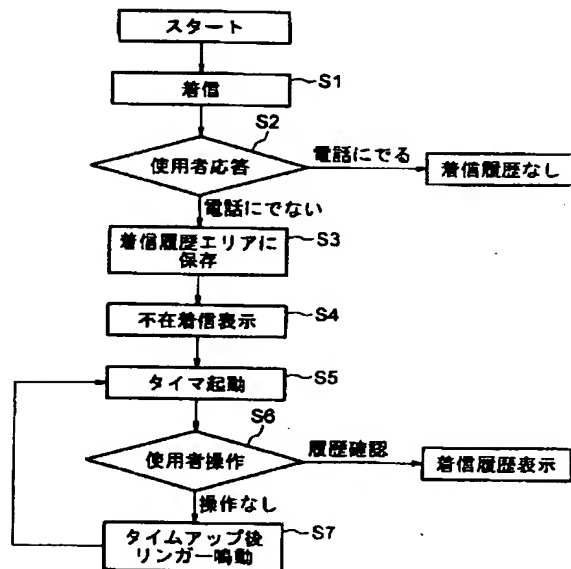 スタート
着信
S1
S2
使用者応答
電話にでる
着信履歴なし
電話にでない
着信履歴エリアに
保存
S3
不在着信表示
S4
タイマ起動
S5
S6
使用者操作
履歴確認
着信履歴表示
操作なし
タイムアップ後
リンガー鳴動
S7